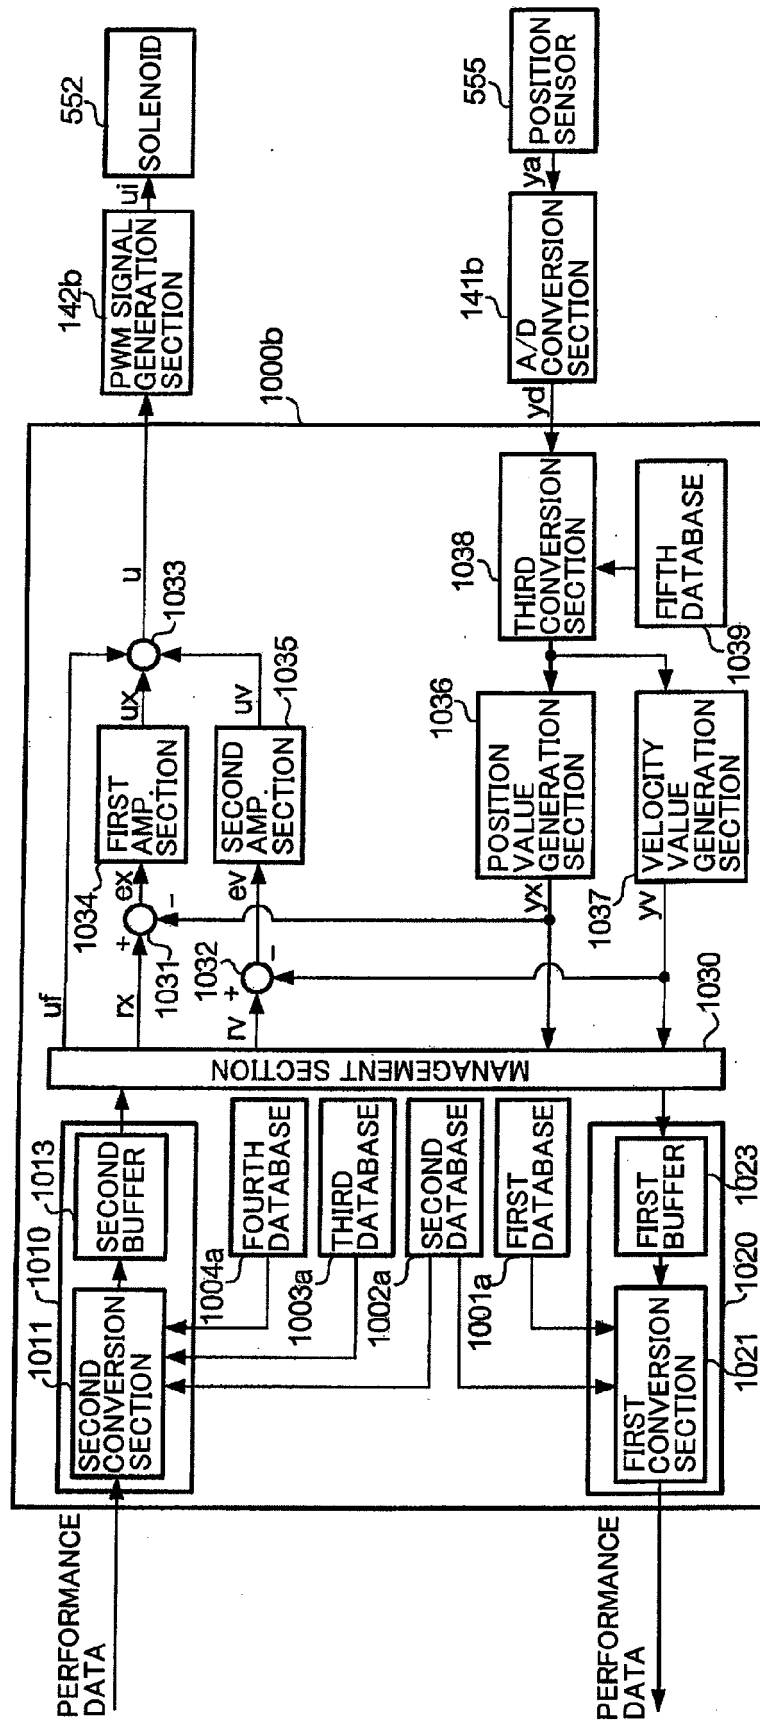 PERFORMANCE
DATA
1010
1011
SECOND
CONVERSION
SECTION
1013
SECOND
BUFFER
uf
rx
+
-
1031
ex
1034
FIRST
AMP.
SECTION
ux
u
1033
142b
PWM SIGNAL
GENERATION
SECTION
ui
552
SOLENOID
rv
+
-
1032
ev
SECOND
AMP.
SECTION
uv
1035
1000b
1004a
FOURTH
DATABASE
1003a
THIRD
DATABASE
1002a
SECOND
DATABASE
1001a
FIRST
DATABASE
MANAGEMENT SECTION
1030
yx
POSITION
VALUE
GENERATION
SECTION
1036
1038
THIRD
CONVERSION
SECTION
yd
141b
A/D
CONVERSION
SECTION
ya
555
POSITION
SENSOR
yv
1037
VELOCITY
VALUE
GENERATION
SECTION
FIFTH
DATABASE
1039
PERFORMANCE
DATA
FIRST
CONVERSION
SECTION
1021
FIRST
BUFFER
1023
1020